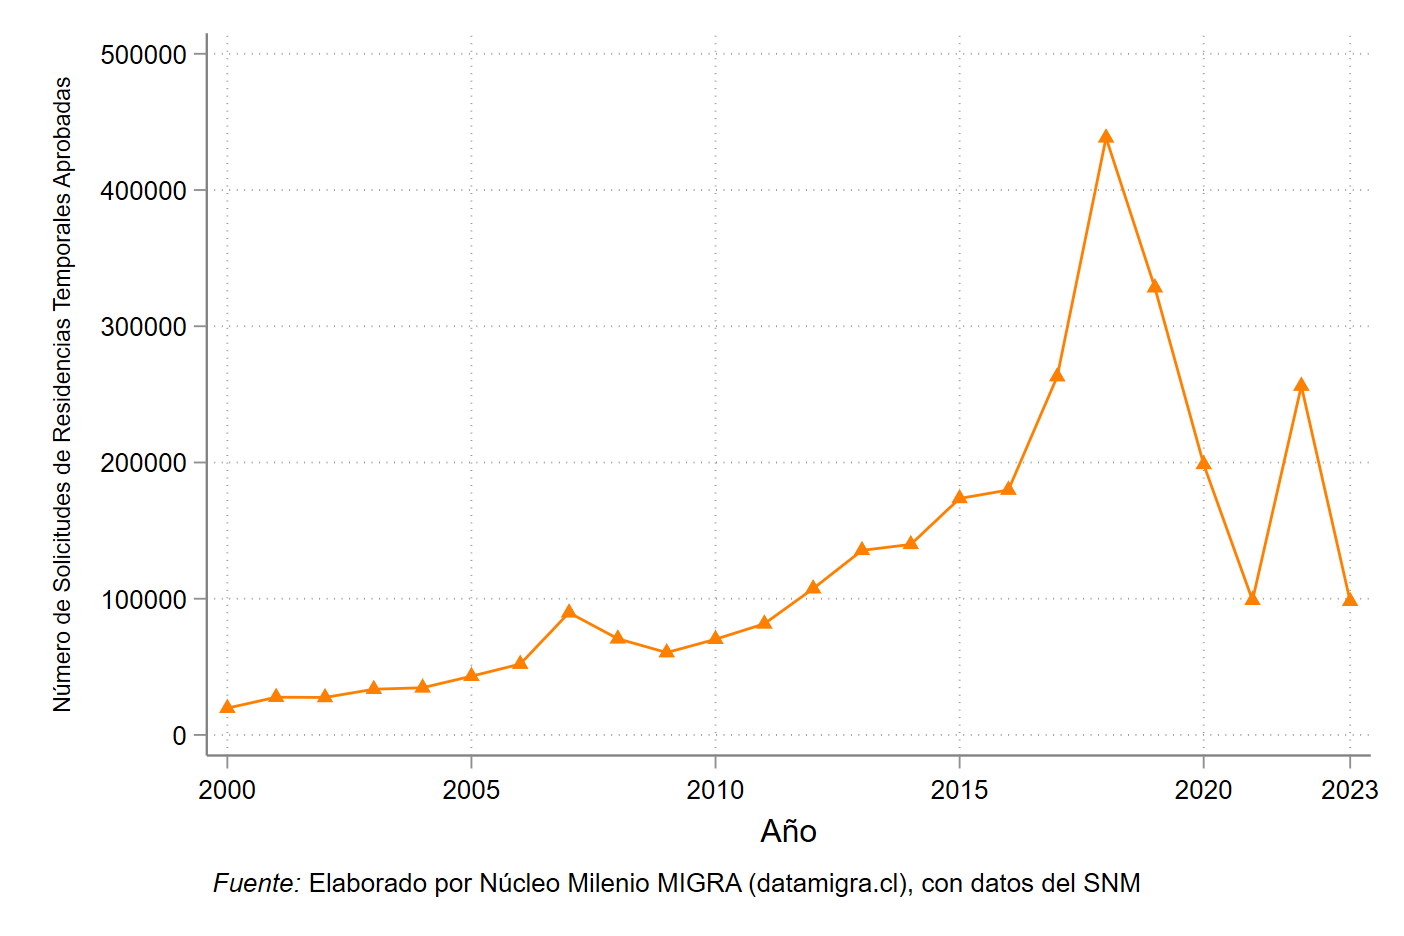 Número de Solicitudes de Residencias Temporales Aprobadas
500000
400000
300000
200000
100000
0
2000 2005 2010 2015 2020 2023
Año
Fuente: Elaborado por Núcleo Milenio MIGRA (datamigra.cl), con datos del SNM